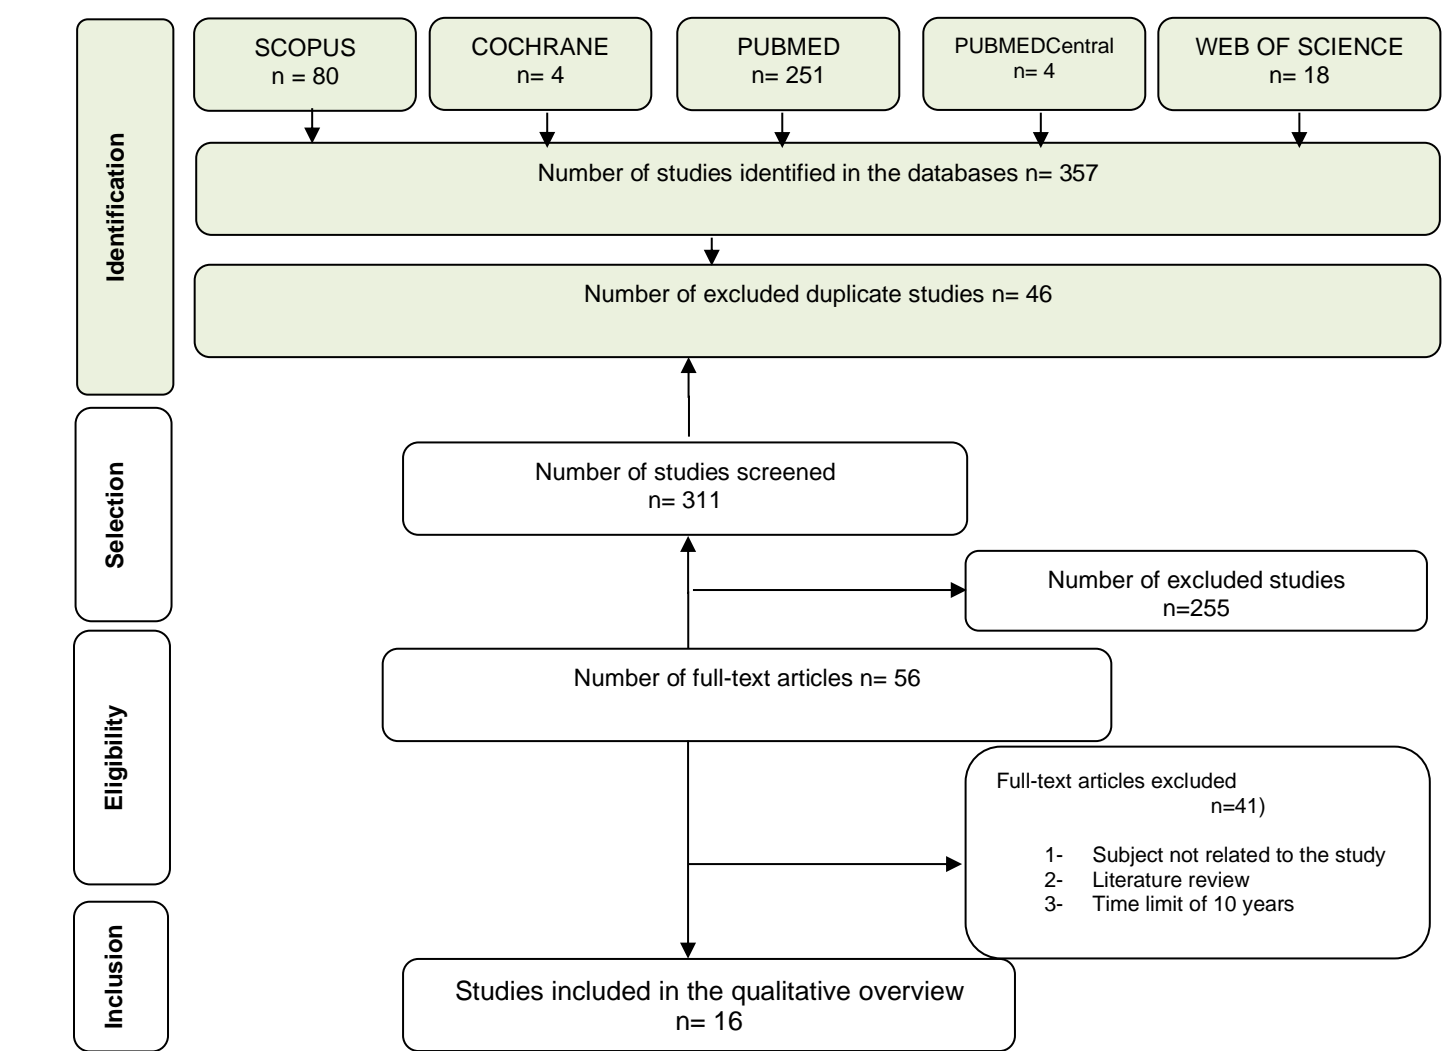 Identification
SCOPUS
n = 80
COCHRANE
n= 4
PUBMED
n= 251
PUBMEDCentral
n= 4
WEB OF SCIENCE
n= 18
Number of studies identified in the databases n= 357
Number of excluded duplicate studies n= 46
Selection
Number of studies screened
n= 311
Number of excluded studies
n=255
Eligibility
Number of full-text articles n= 56
Full-text articles excluded
n=41)
1- Subject not related to the study
2- Literature review
3- Time limit of 10 years
Inclusion
Studies included in the qualitative overview
n= 16